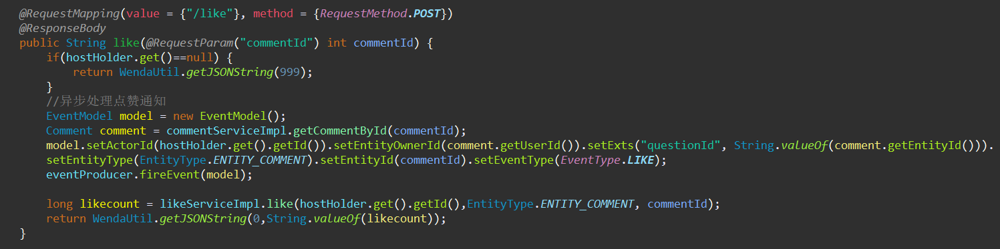 @RequestMapping(value = {"/like"}, method = {RequestMethod.POST})
@ResponseBody
public String like(@RequestParam("commentId") int commentId) {
    if(hostHolder.get()==null) {
        return WendaUtil.getJSONString(999);
    }
    //异步处理点赞通知
    EventModel model = new EventModel();
    Comment comment = commentServiceImpl.getCommentById(commentId);
    model.setActorId(hostHolder.get().getId()).setEntityOwnerId(comment.getUserId()).setExts("questionId", String.valueOf(comment.getEntityId())).
    setEntityType(EntityType.ENTITY_COMMENT).setEntityId(commentId).setEventType(EventType.LIKE);
    eventProducer.fireEvent(model);
    long likecount = likeServiceImpl.like(hostHolder.get().getId(),EntityType.ENTITY_COMMENT, commentId);
    return WendaUtil.getJSONString(0,String.valueOf(likecount));
}